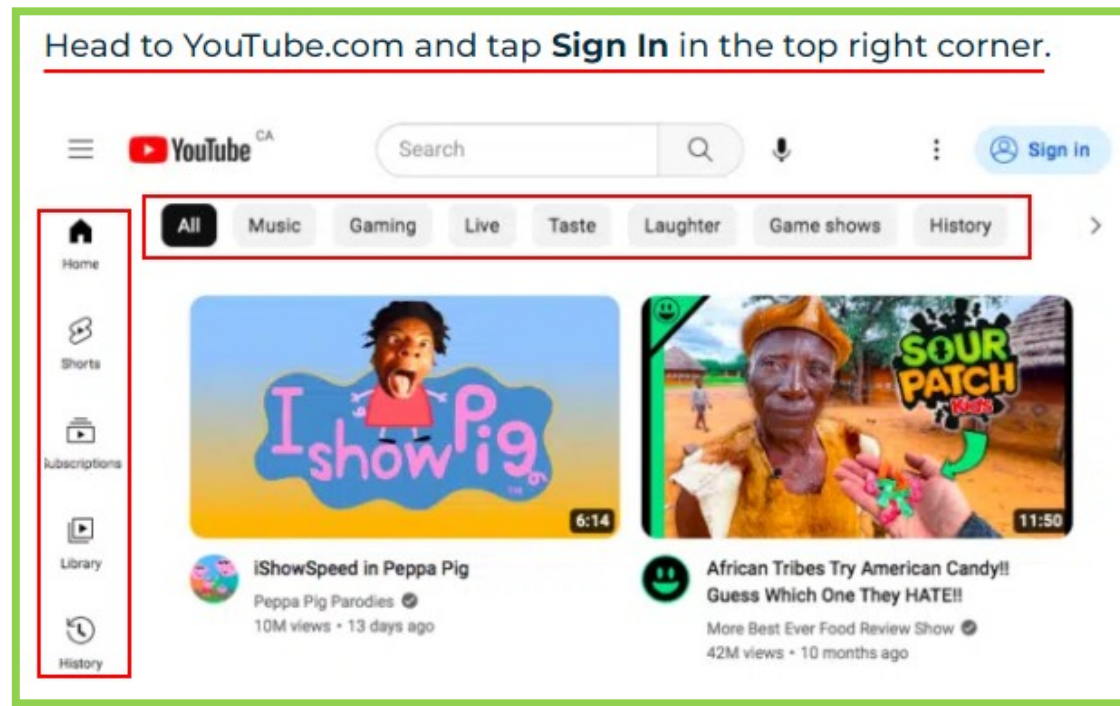 Head to YouTube.com and tap Sign In in the top right corner.
YouTube CA
Search
Sign in
All Music Gaming Live Taste Laughter Game shows History
Home
Shorts
Subscriptions
Library
History
I show Pig TM
6:14
SOUR PATCH KIDS
11:50
iShowSpeed in Peppa Pig
Peppa Pig Parodies
10M views • 13 days ago
African Tribes Try American Candy!!
Guess Which One They HATE!!
More Best Ever Food Review Show
42M views • 10 months ago